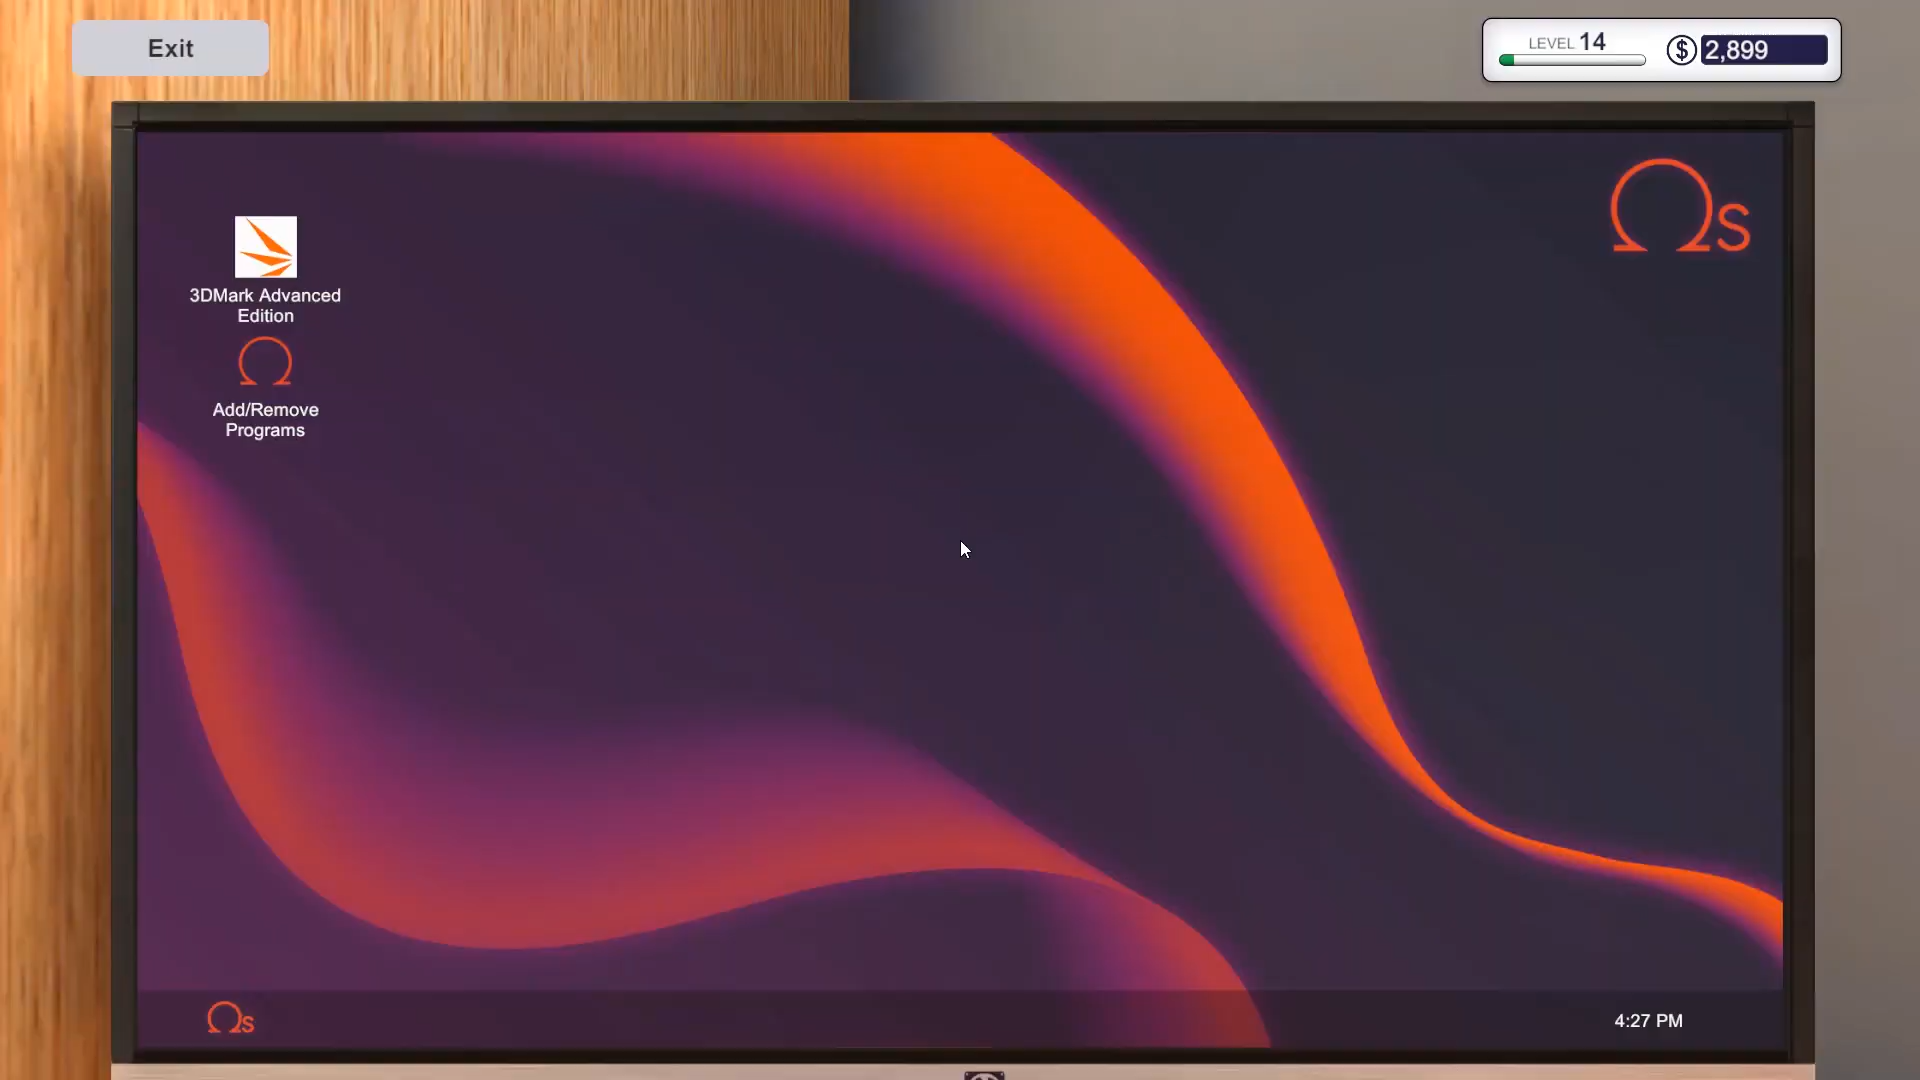 Exit
LEVEL 14
$ 2,899
Ωs
3DMark Advanced
Edition
Add/Remove
Programs
Ωs
4:27 PM